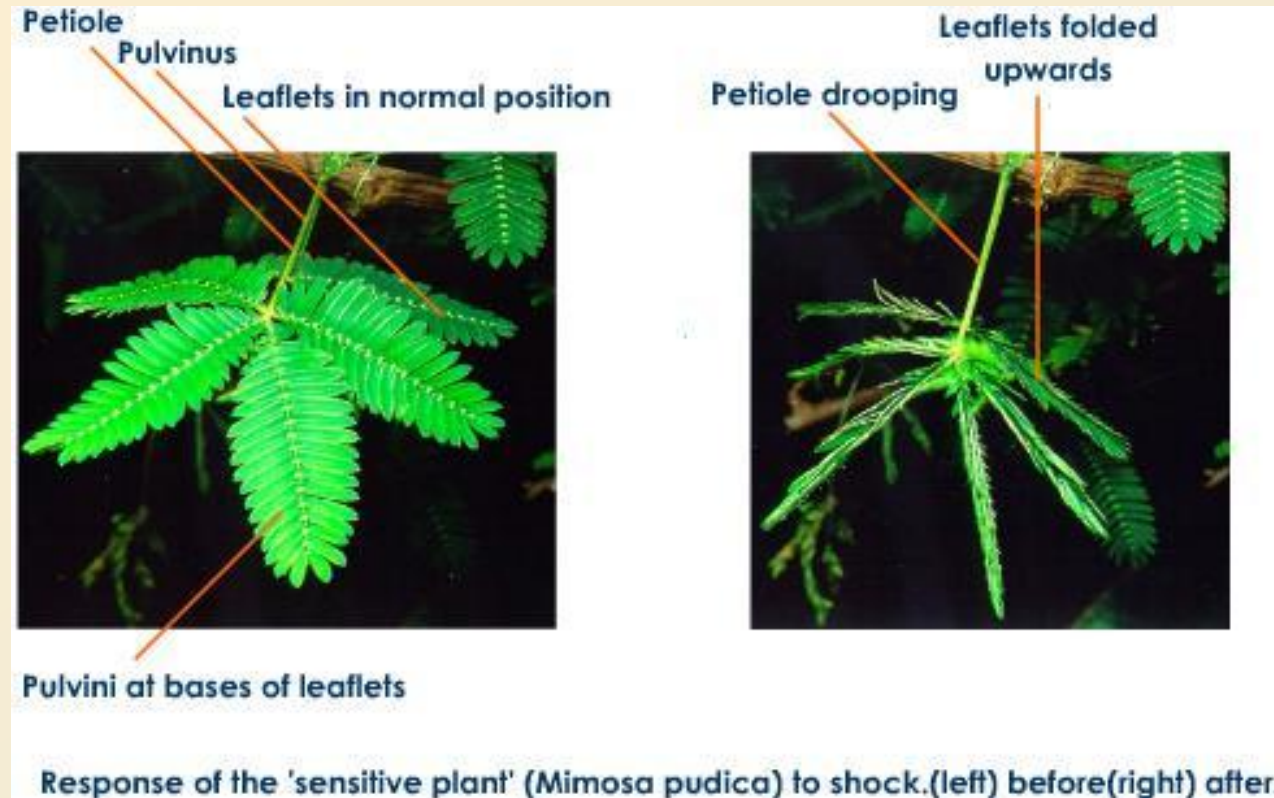 Petiole
Pulvinus
Leaflets in normal position
Petiole drooping
Leaflets folded
upwards
Pulvini at bases of leaflets
Response of the 'sensitive plant' (Mimosa pudica) to shock.(left) before(right) after